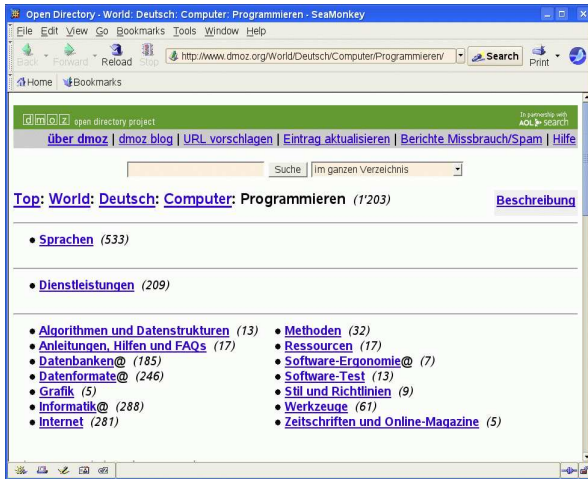 Open Directory - World: Deutsch: Computer: Programmieren - SeaMonkey
File Edit View Go Bookmarks Tools Window Help
Back Forward Reload Stop http://www.dmoz.org/World/Deutsch/Computer/Programmieren/ Search Print
Home Bookmarks
dmoz open directory project In partnership with AOL Search
über dmoz | dmoz blog | URL vorschlagen | Eintrag aktualisieren | Berichte Missbrauch/Spam | Hilfe
Suche im ganzen Verzeichnis
Top: World: Deutsch: Computer: Programmieren (1'203) Beschreibung
Sprachen (533)
Dienstleistungen (209)
Algorithmen und Datenstrukturen (13)
Anleitungen, Hilfen und FAQs (17)
Datenbanken@ (185)
Datenformate@ (246)
Grafik (5)
Informatik@ (288)
Internet (281)
Methoden (32)
Ressourcen (17)
Software-Ergonomie@ (7)
Software-Test (13)
Stil und Richtlinien (9)
Werkzeuge (61)
Zeitschriften und Online-Magazine (5)